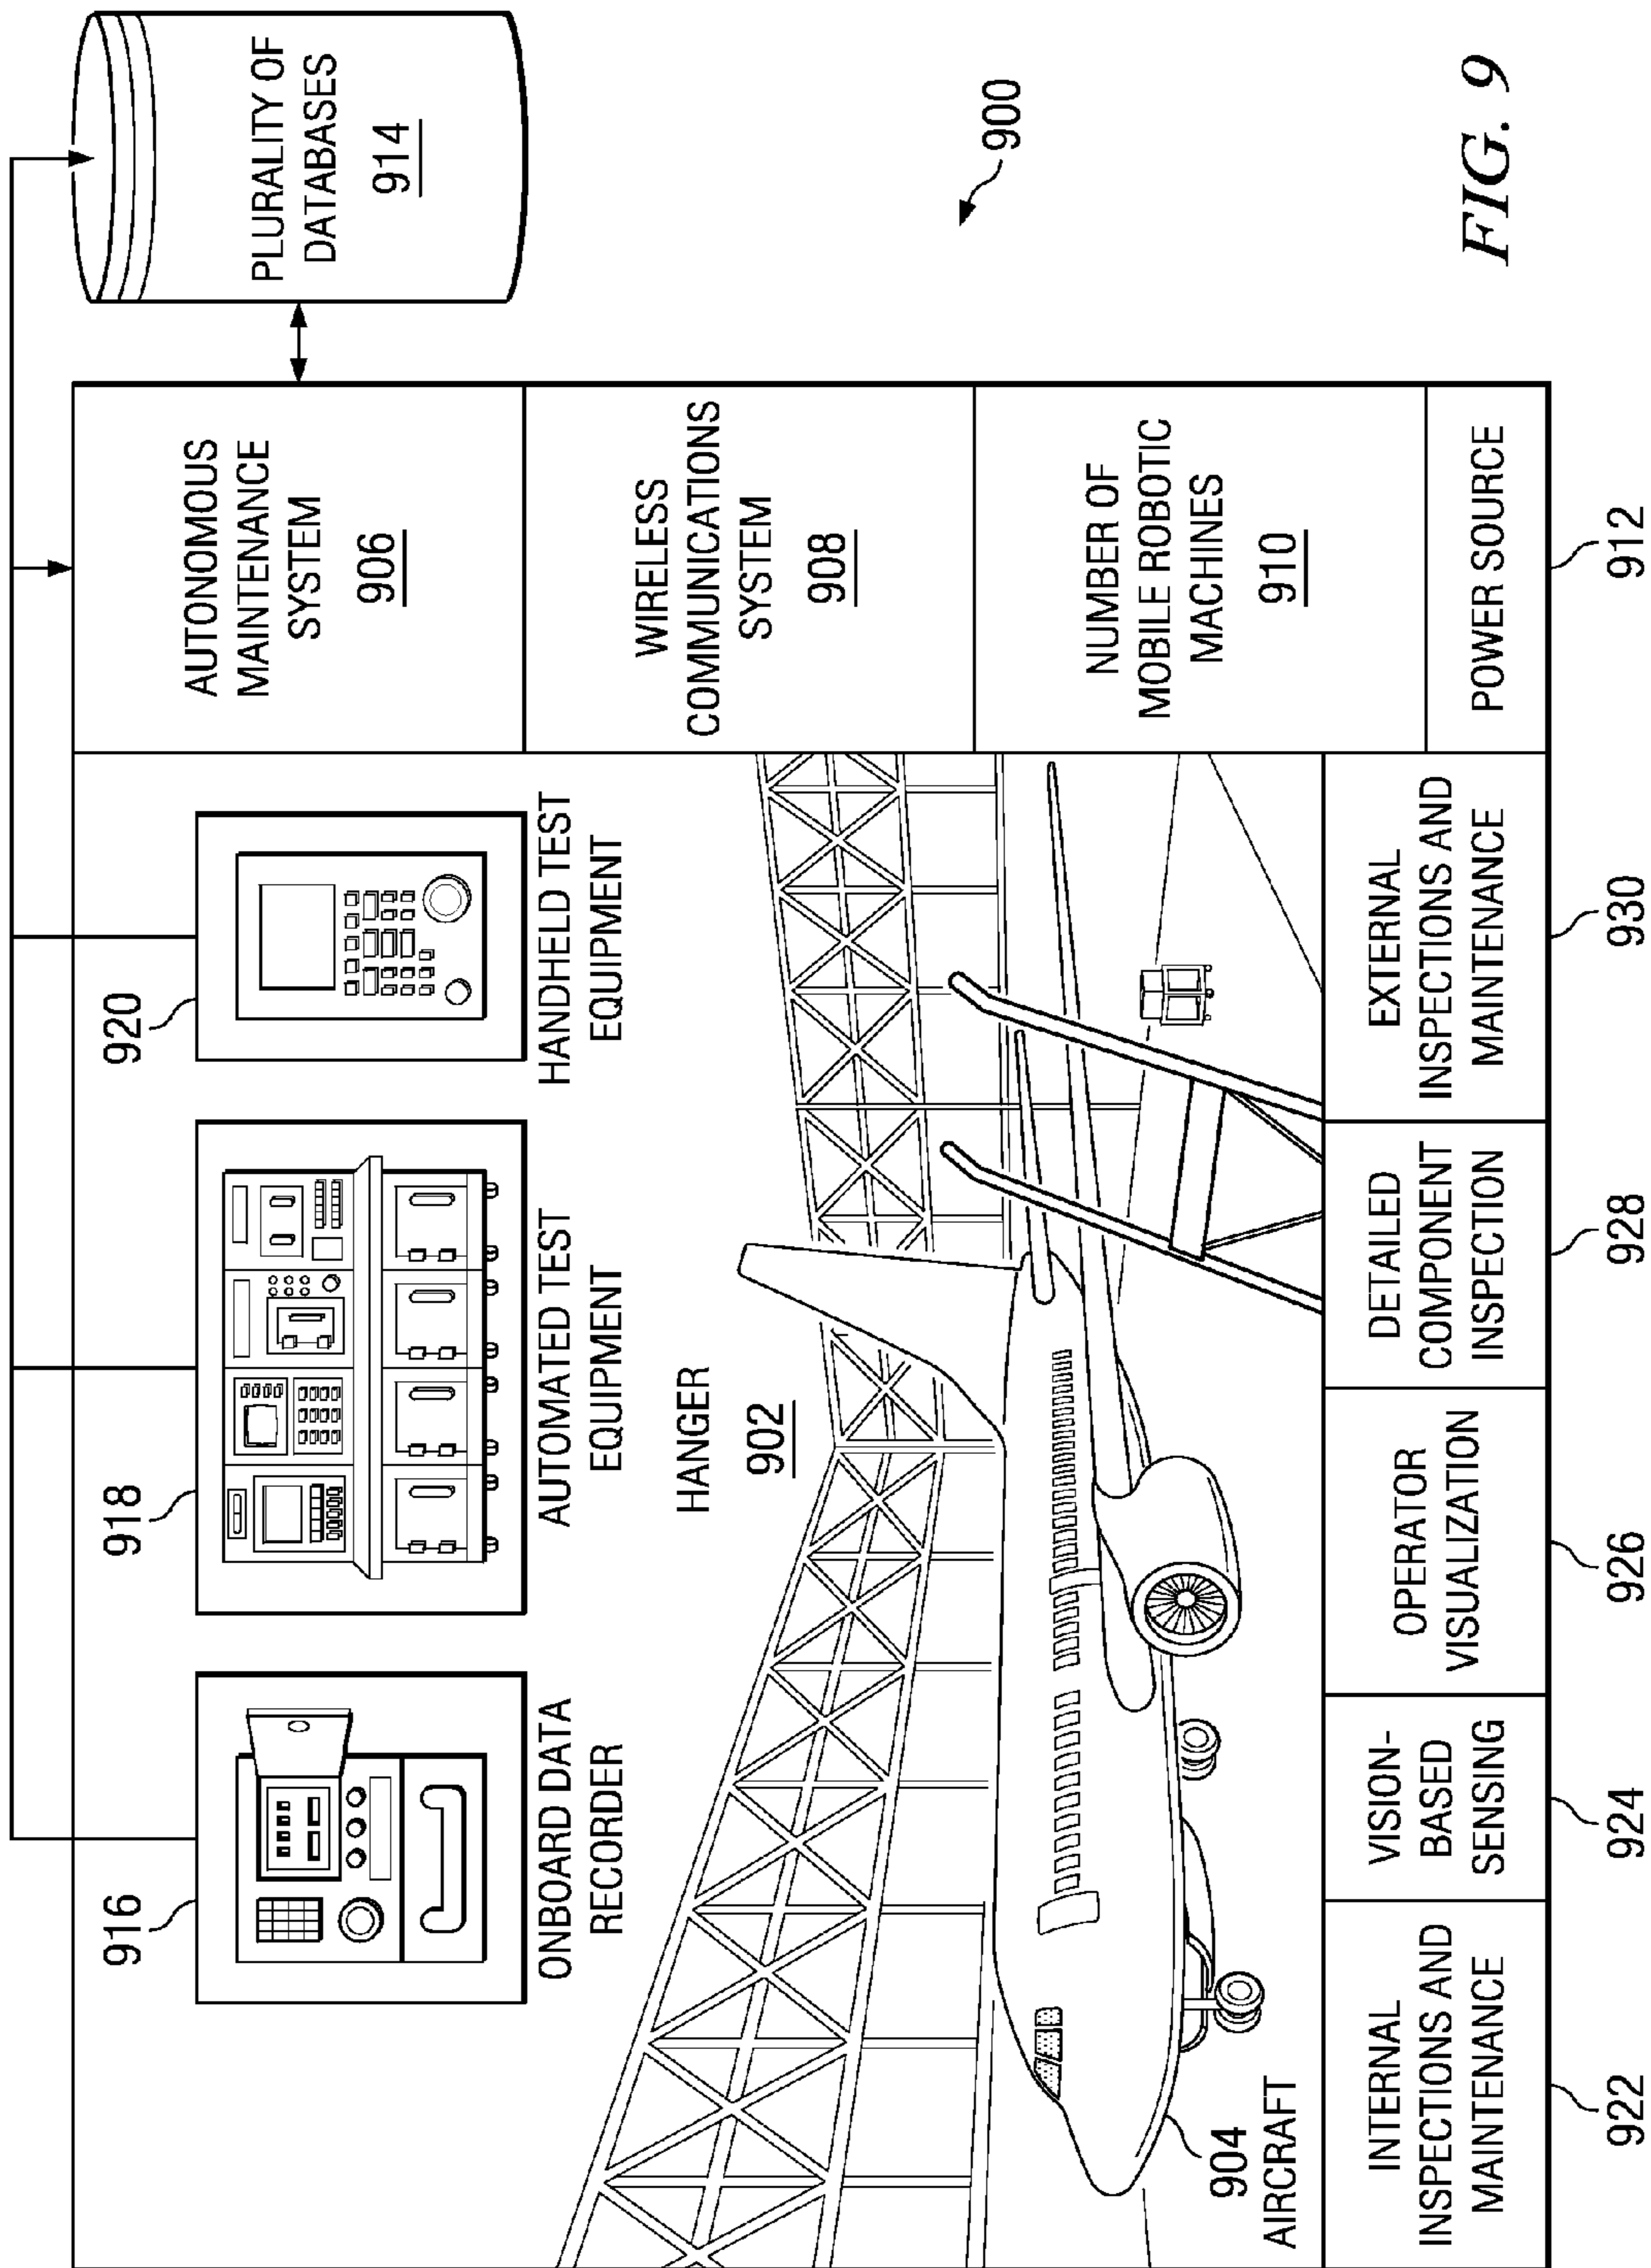 916
918
920
ONBOARD DATA
RECORDER
AUTOMATED TEST
EQUIPMENT
HANDHELD TEST
EQUIPMENT
HANGER
902
904
AIRCRAFT
AUTONOMOUS
MAINTENANCE
SYSTEM
906
WIRELESS
COMMUNICATIONS
SYSTEM
908
NUMBER OF
MOBILE ROBOTIC
MACHINES
910
POWER SOURCE
912
PLURALITY OF
DATABASES
914
900
INTERNAL
INSPECTIONS AND
MAINTENANCE
922
VISION-
BASED
SENSING
924
OPERATOR
VISUALIZATION
926
DETAILED
COMPONENT
INSPECTION
928
EXTERNAL
INSPECTIONS AND
MAINTENANCE
930
FIG. 9